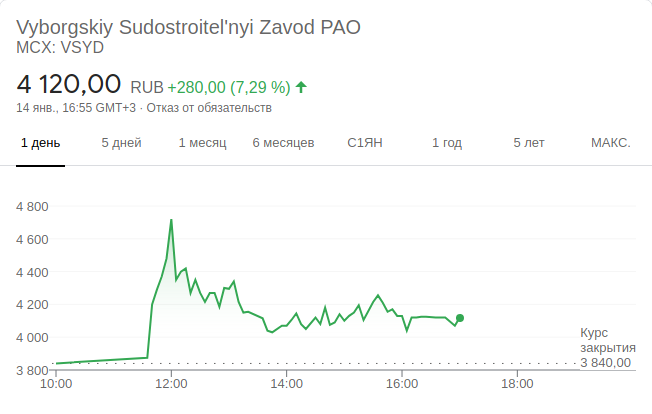 Vyborgskiy Sudostroitel'nyi Zavod PAO
MCX: VSYD
4 120,00 RUB +280,00 (7,29 %)
14 янв., 16:55 GMT+3 · Отказ от обязательств
1 день 5 дней 1 месяц 6 месяцев С1ЯН 1 год 5 лет МАКС.
4 800
4 600
4 400
4 200
4 000
3 800
Курс
закрытия
3 840,00
10:00 12:00 14:00 16:00 18:00